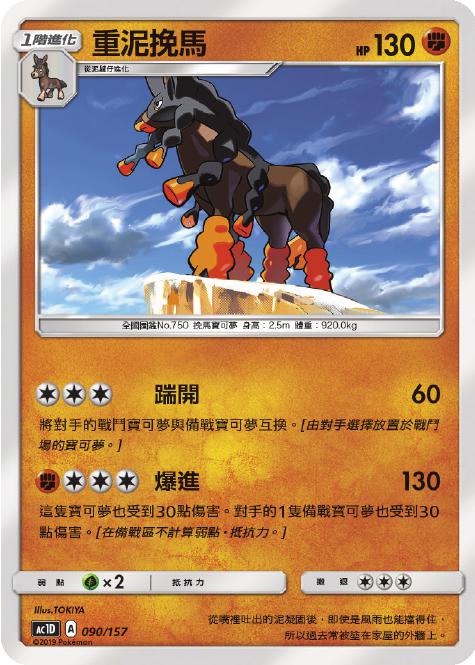 1階進化
重泥挽馬
HP 130
從泥驢仔進化
全國圖鑑No.750 挽馬寶可夢 身高：2.5m 體重：920.0kg
踹開 60
將對手的戰鬥寶可夢與備戰寶可夢互換。[由對手選擇放置於戰鬥
場的寶可夢。]
爆進 130
這隻寶可夢也受到30點傷害。對手的1隻備戰寶可夢也受到30
點傷害。[在備戰區不計算弱點・抵抗力。]
弱點 ×2 抵抗力 撤退
Illus.TOKIYA
AC1D A 090/157
©2019 Pokémon
從嘴裡吐出的泥凝固後，即使是風雨也能擋得住，
所以過去常被塗在家屋的外牆上。